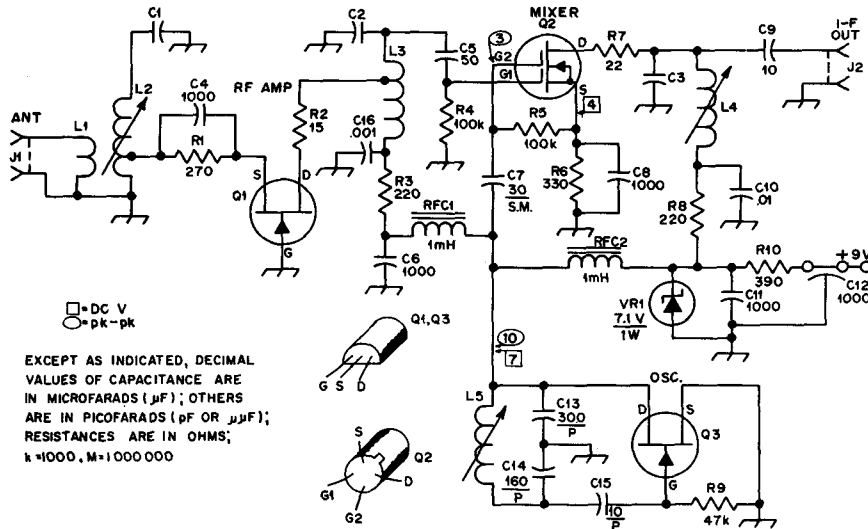 MIXER
Q2
C1
C2
L3
C5
50
3
G2
G1
D
S
4
R7
22
C9
10
I-F
OUT
J2
C3
L4
L2
C4
1000
RF AMP
R2
15
R4
100k
R5
100k
ANT
J1
L1
R1
270
C16
.001
S
D
Q1
G
R3
220
C7
30
S.M.
R6
330
C8
1000
C10
.01
R8
220
RFC1
1mH
RFC2
1mH
C6
1000
R10
390
+9V
C12
1000
C11
1000
VR1
7.1 V
1W
□=DC V
○=pk-pk
Q1,Q3
G S D
10
7
EXCEPT AS INDICATED, DECIMAL
VALUES OF CAPACITANCE ARE
IN MICROFARADS (μF); OTHERS
ARE IN PICOFARADS (pF OR μμF);
RESISTANCES ARE IN OHMS;
k=1000, M=1000000
S
Q2
G1
D
G2
L5
C13
300
P
C14
160
P
C15
10
P
OSC.
D
S
Q3
G
R9
47k